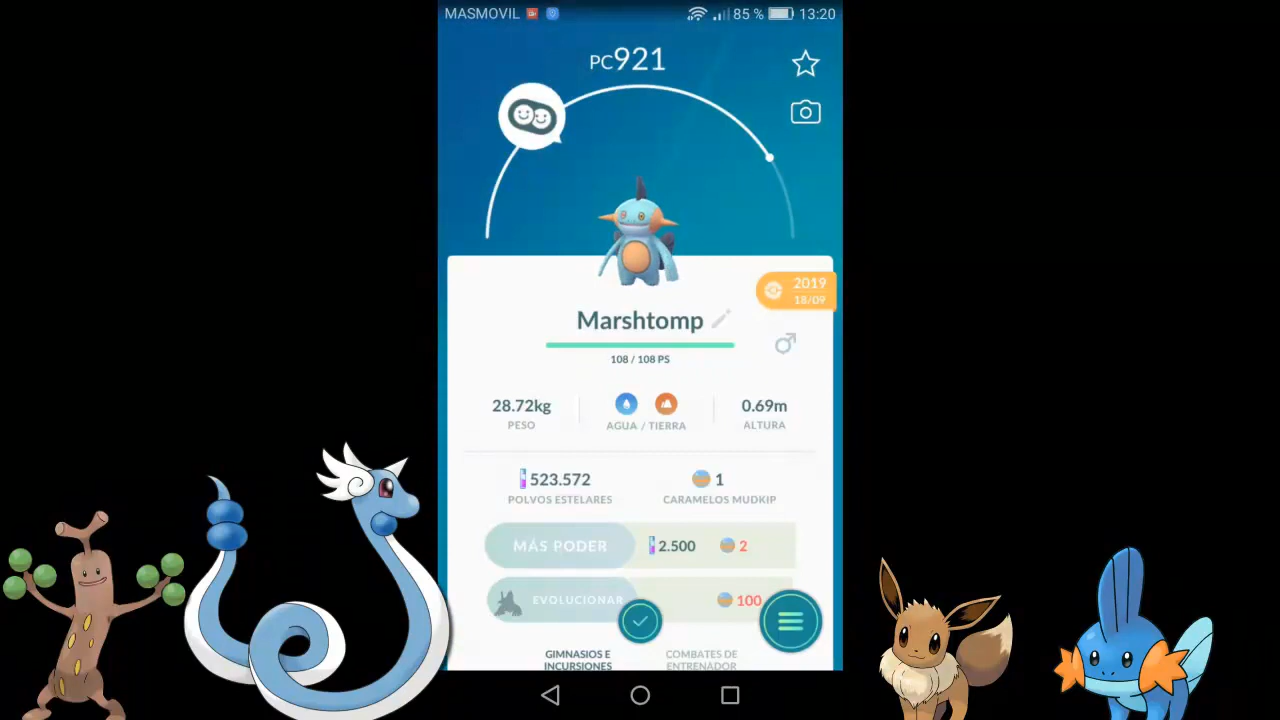 MASMOVIL
85 %
13:20
PC921
2019
18/09
Marshtomp
108 / 108 PS
28.72kg
PESO
AGUA / TIERRA
0.69m
ALTURA
523.572
POLVOS ESTELARES
1
CARAMELOS MUDKIP
MÁS PODER
2.500
2
EVOLUCIONAR
100
GIMNASIOS E
INCURSIONES
COMBATES DE
ENTRENADOR